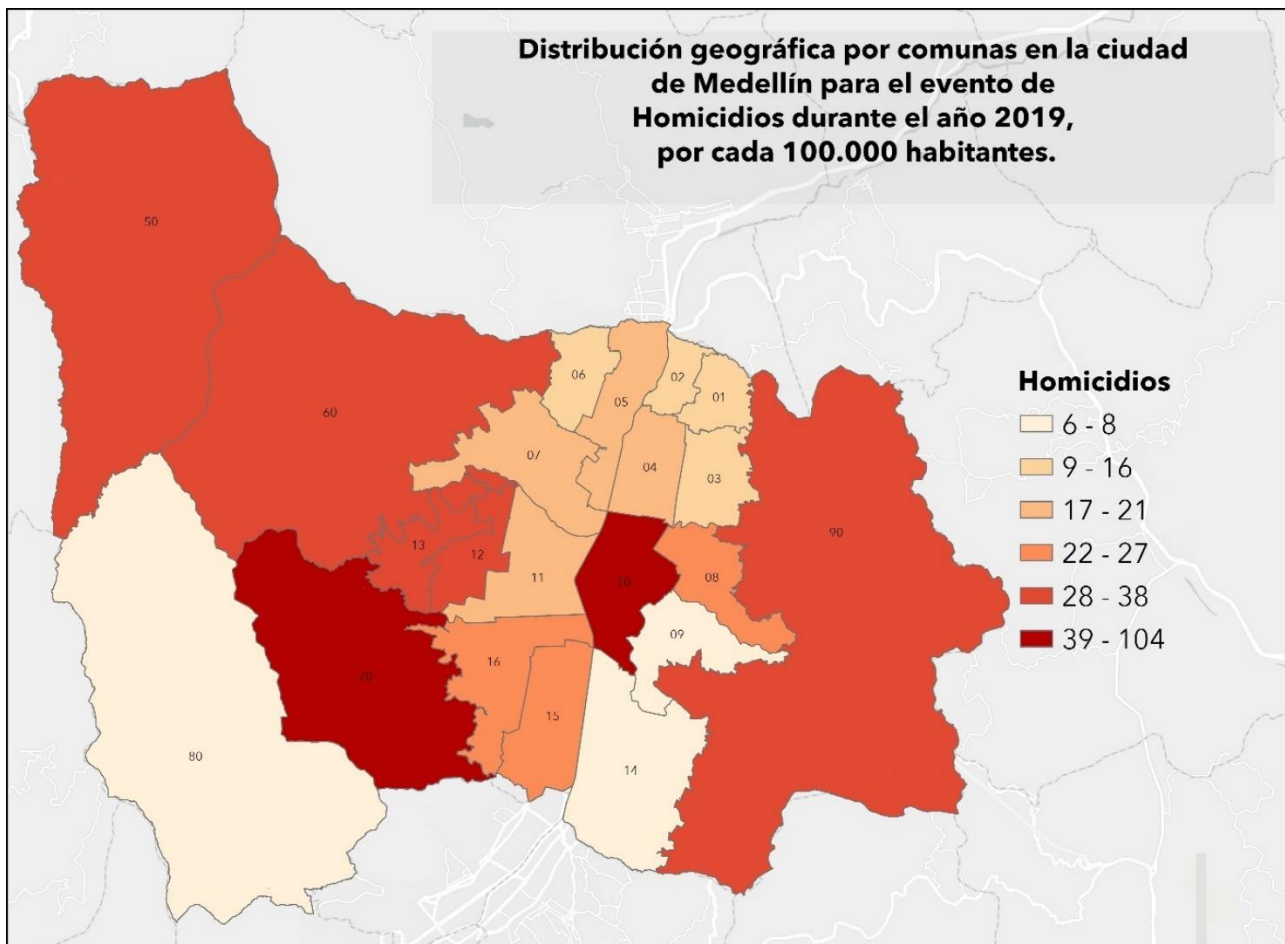 Distribución geográfica por comunas en la ciudad
de Medellín para el evento de
Homicidios durante el año 2019,
por cada 100.000 habitantes.
50
60
06
02
01
05
07
04
03
90
13
12
11
10
08
09
16
70
15
80
14
Homicidios
6 - 8
9 - 16
17 - 21
22 - 27
28 - 38
39 - 104